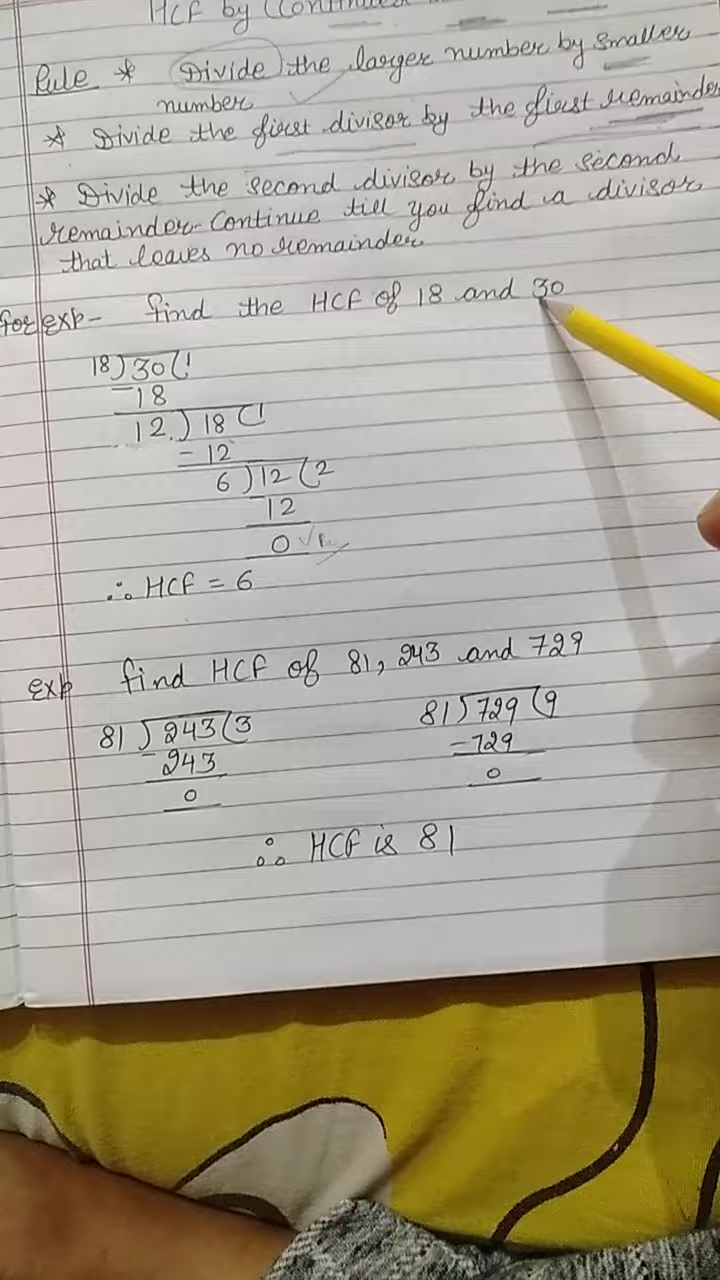 HCF by Continued
Rule * Divide the larger number by smaller
number
* Divide the first divisor by the first remainder
* Divide the second divisor by the second
remainder. Continue till you find a divisor
that leaves no remainder
for exp- find the HCF of 18 and 30
18) 30 (1
-18
12) 18 (1
-12
6) 12 (2
12
0
∴ HCF = 6
exp find HCF of 81, 243 and 729
81) 243 (3 81) 729 (9
-243 -729
0 0
∴ HCF is 81